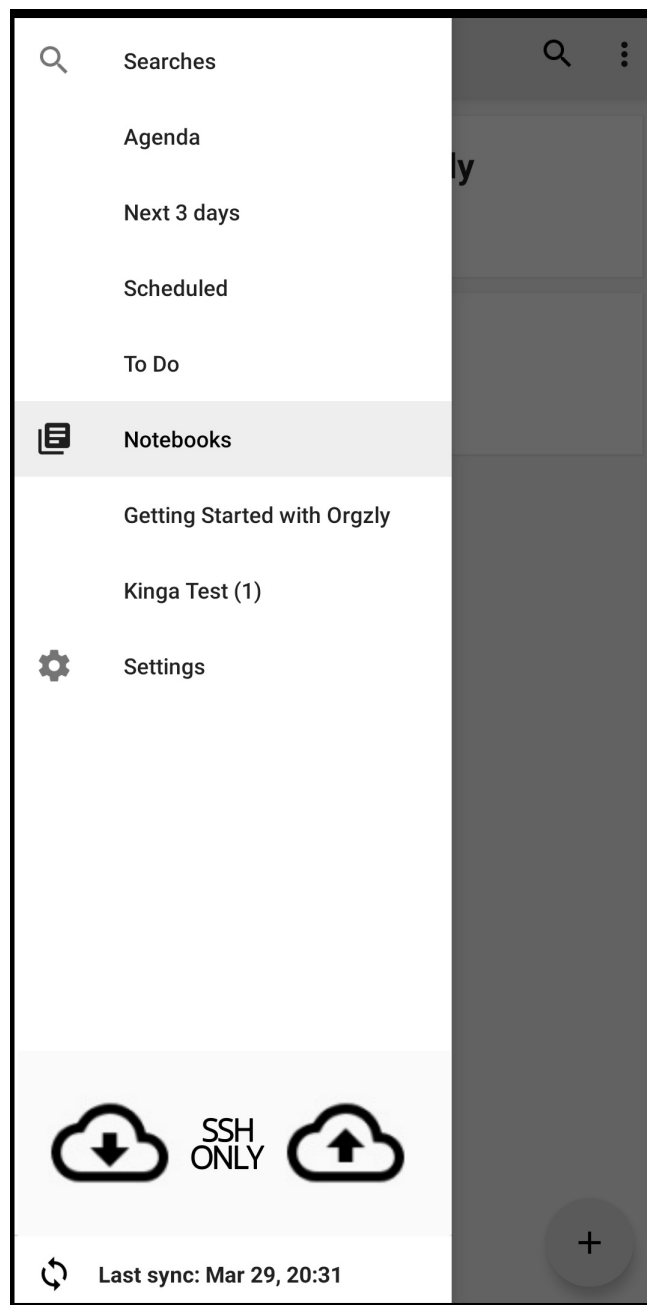 Searches
Agenda
ly
Next 3 days
Scheduled
To Do
Notebooks
Getting Started with Orgzly
Kinga Test (1)
Settings
SSH
ONLY
Last sync: Mar 29, 20:31